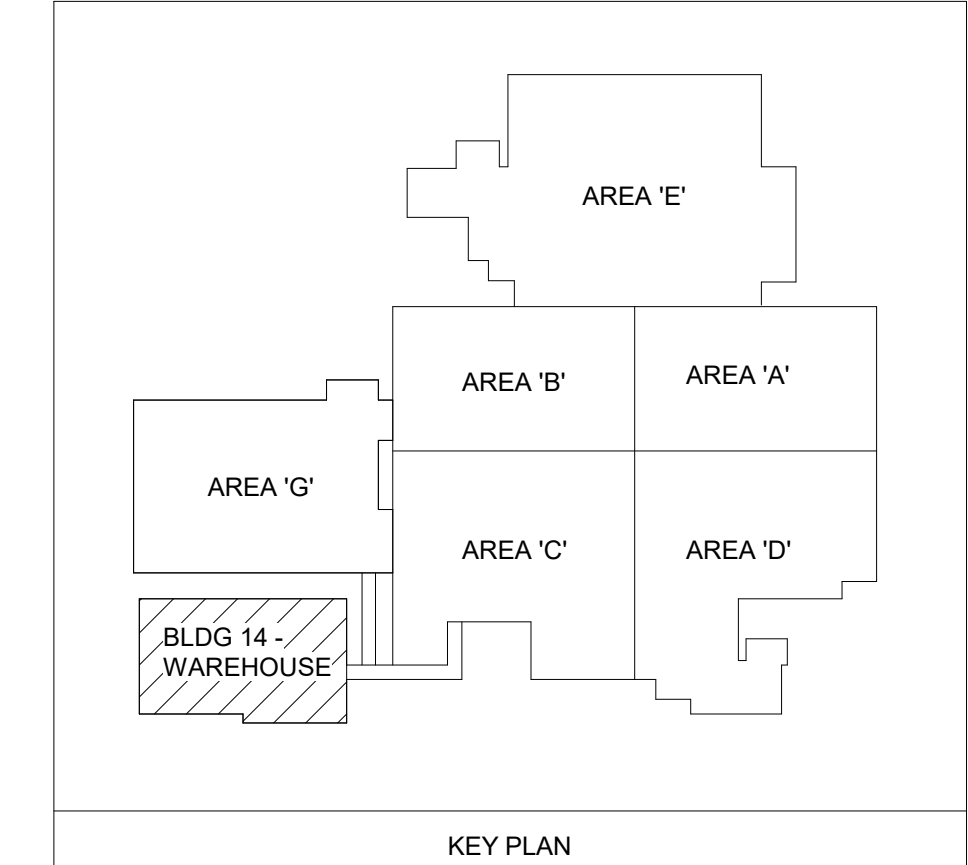 AREA 'E'
AREA 'B'
AREA 'A'
AREA 'G'
AREA 'C'
AREA 'D'
BLDG 14 -
WAREHOUSE
KEY PLAN